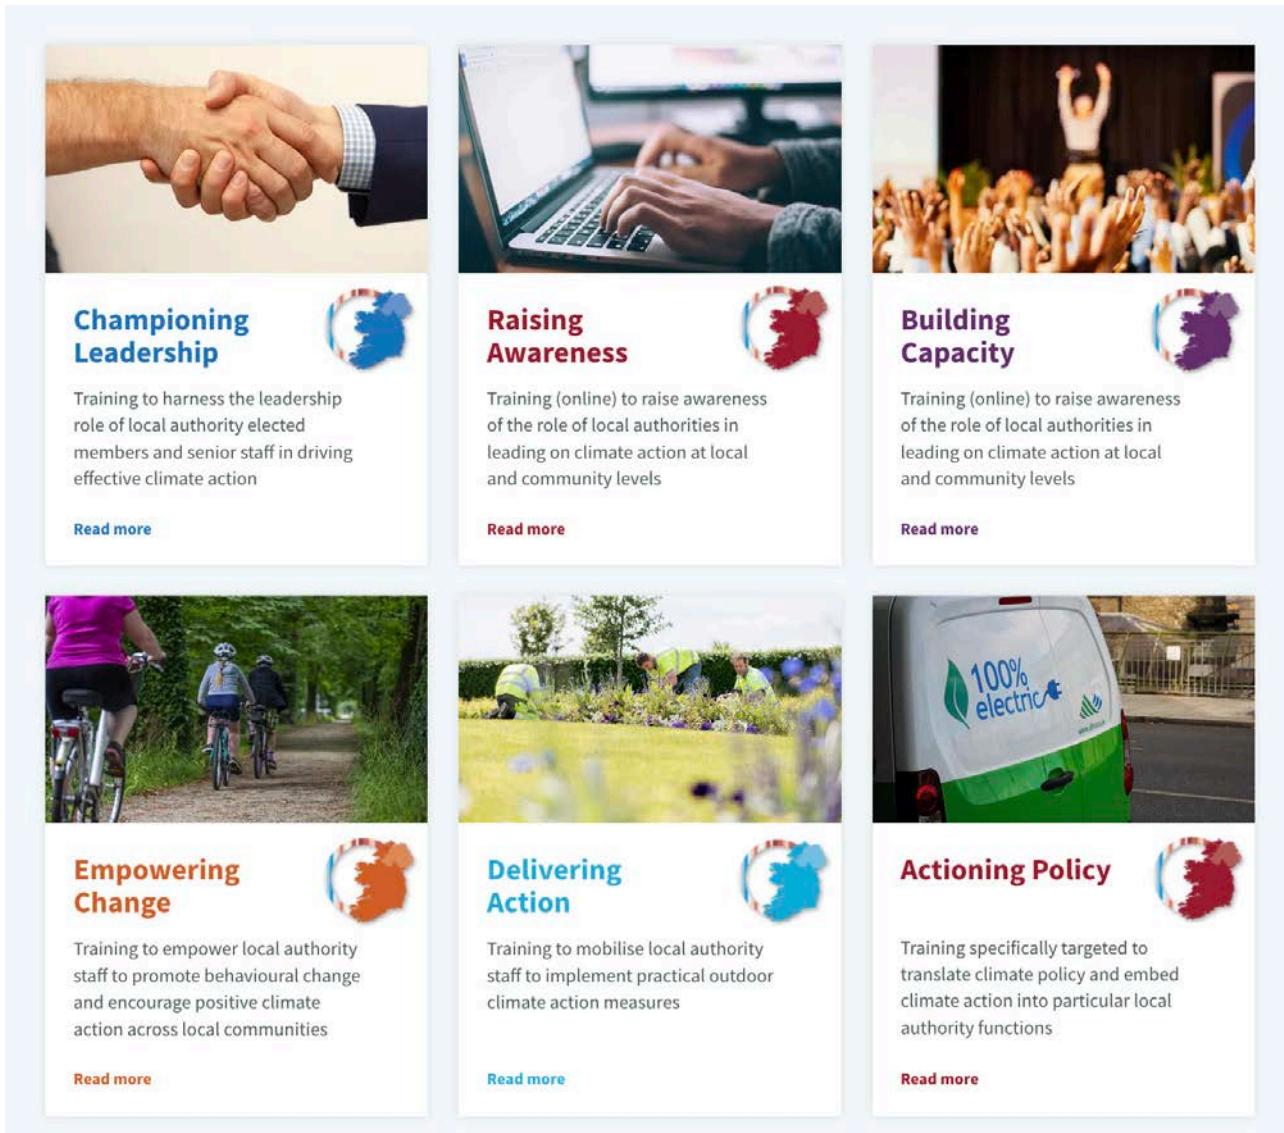 Championing
Leadership
Training to harness the leadership
role of local authority elected
members and senior staff in driving
effective climate action
Read more
Raising
Awareness
Training (online) to raise awareness
of the role of local authorities in
leading on climate action at local
and community levels
Read more
Building
Capacity
Training (online) to raise awareness
of the role of local authorities in
leading on climate action at local
and community levels
Read more
100%
electric
Empowering
Change
Training to empower local authority
staff to promote behavioural change
and encourage positive climate
action across local communities
Read more
Delivering
Action
Training to mobilise local authority
staff to implement practical outdoor
climate action measures
Read more
Actioning Policy
Training specifically targeted to
translate climate policy and embed
climate action into particular local
authority functions
Read more